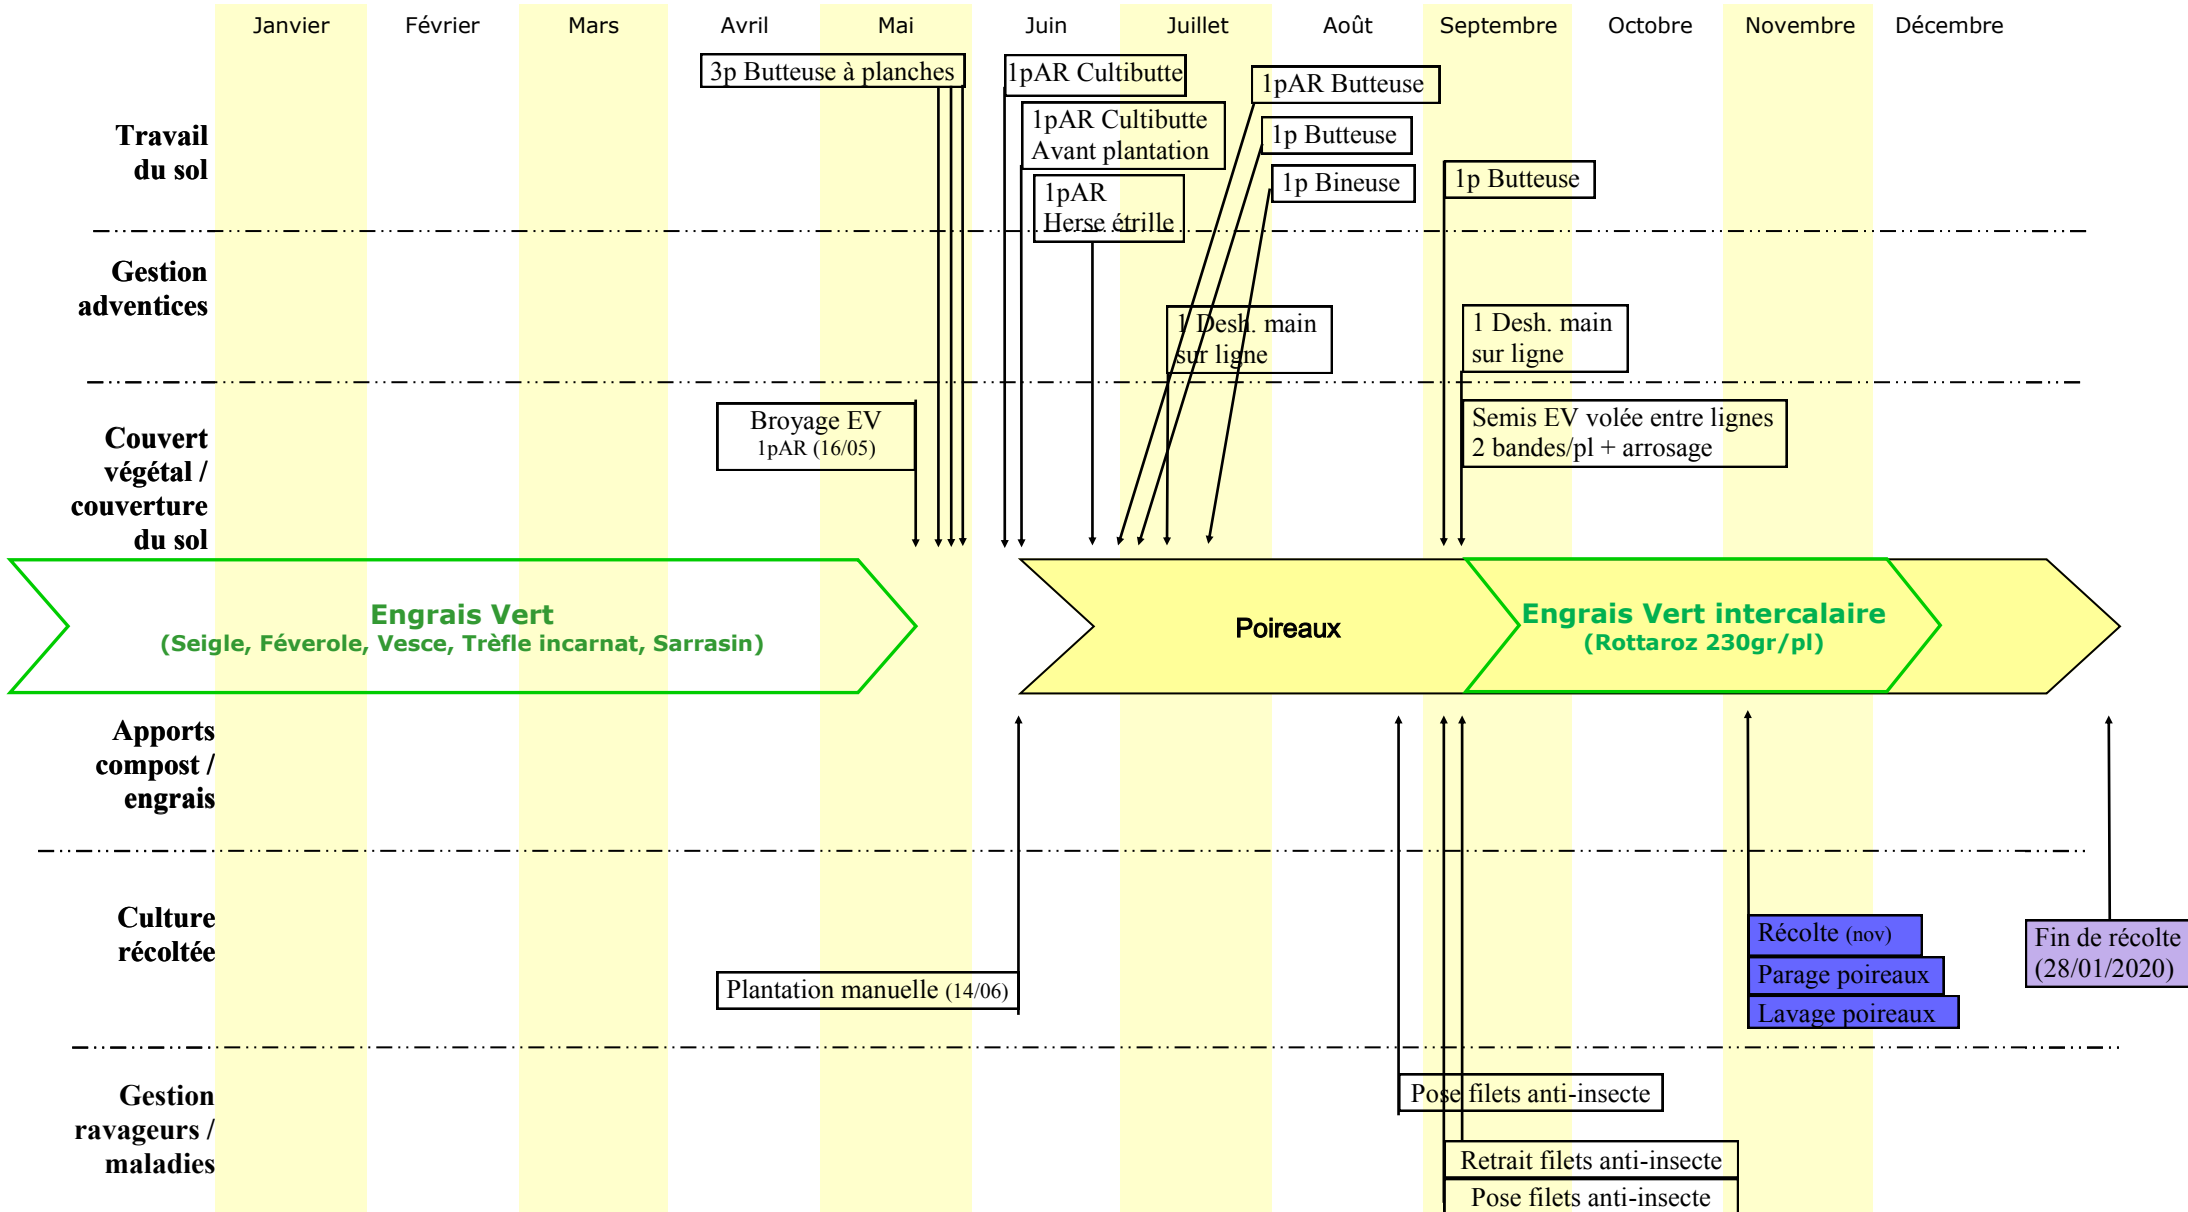 Janvier
Février
Mars
Avril
Mai
Juin
Juillet
Août
Septembre
Octobre
Novembre
Décembre
Travail
du sol
3p Butteuse à planches
1pAR Cultibutte
1pAR Cultibutte
Avant plantation
1pAR
Herse étrille
1pAR Butteuse
1p Butteuse
1p Bineuse
1p Butteuse
Gestion
adventices
1 Desh. main
sur ligne
1 Desh. main
sur ligne
Couvert
végétal /
couverture
du sol
Broyage EV
1pAR (16/05)
Semis EV volée entre lignes
2 bandes/pl + arrosage
Engrais Vert
(Seigle, Féverole, Vesce, Trèfle incarnat, Sarrasin)
Poireaux
Engrais Vert intercalaire
(Rottaroz 230gr/pl)
Apports
compost /
engrais
Culture
récoltée
Plantation manuelle (14/06)
Récolte (nov)
Parage poireaux
Lavage poireaux
Fin de récolte
(28/01/2020)
Gestion
ravageurs /
maladies
Pose filets anti-insecte
Retrait filets anti-insecte
Pose filets anti-insecte